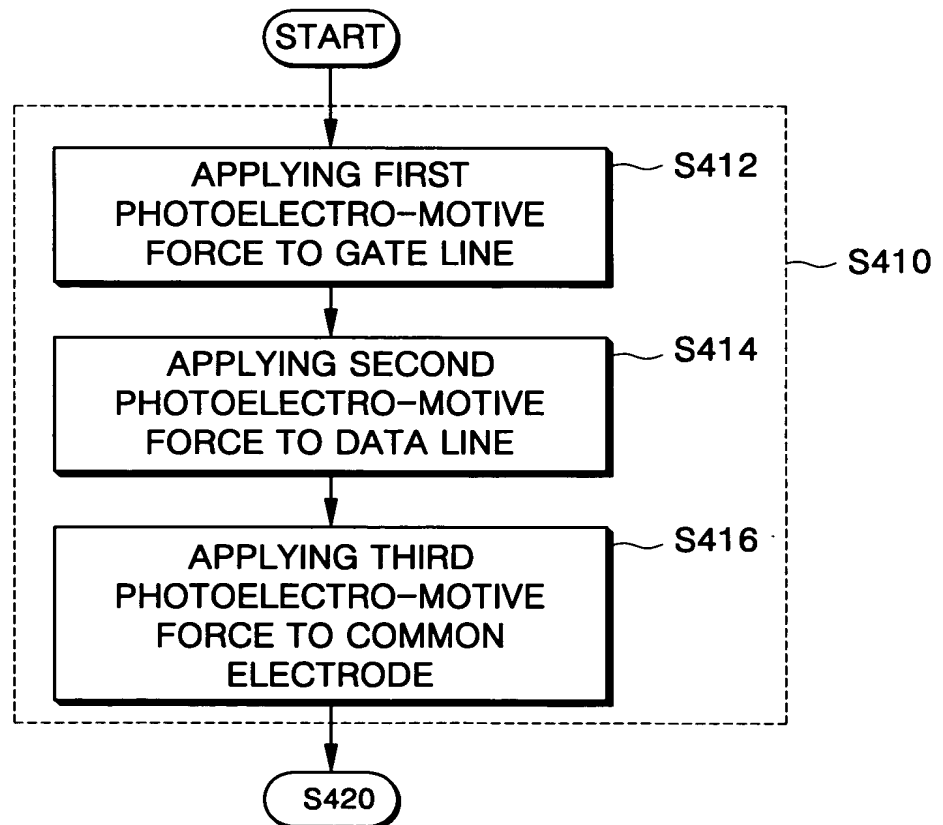 START
APPLYING FIRST
PHOTOELECTRO-MOTIVE
FORCE TO GATE LINE
S412
S410
APPLYING SECOND
PHOTOELECTRO-MOTIVE
FORCE TO DATA LINE
S414
APPLYING THIRD
PHOTOELECTRO-MOTIVE
FORCE TO COMMON
ELECTRODE
S416
S420